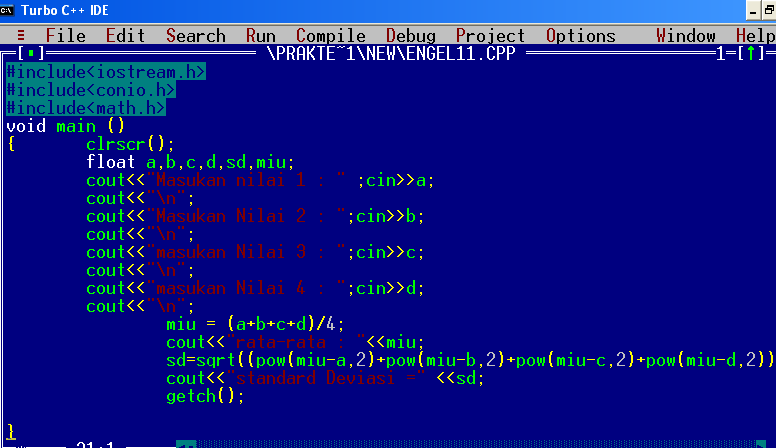 Turbo C++ IDE
≡ File Edit Search Run Compile Debug Project Options Window Help
[▪] \PRAKTE~1\NEW\ENGEL11.CPP 1=[↑]
#include<iostream.h>
#include<conio.h>
#include<math.h>
void main ()
{ clrscr();
float a,b,c,d,sd,miu;
cout<<"Masukan nilai 1 : " ;cin>>a;
cout<<"\n";
cout<<"Masukan Nilai 2 : ";cin>>b;
cout<<"\n";
cout<<"masukan Nilai 3 : ";cin>>c;
cout<<"\n";
cout<<"masukan Nilai 4 : ";cin>>d;
cout<<"\n";
miu = (a+b+c+d)/4;
cout<<"rata-rata : "<<miu;
sd=sqrt((pow(miu-a,2)+pow(miu-b,2)+pow(miu-c,2)+pow(miu-d,2))
cout<<"standard Deviasi =" <<sd;
getch();
}
21:1